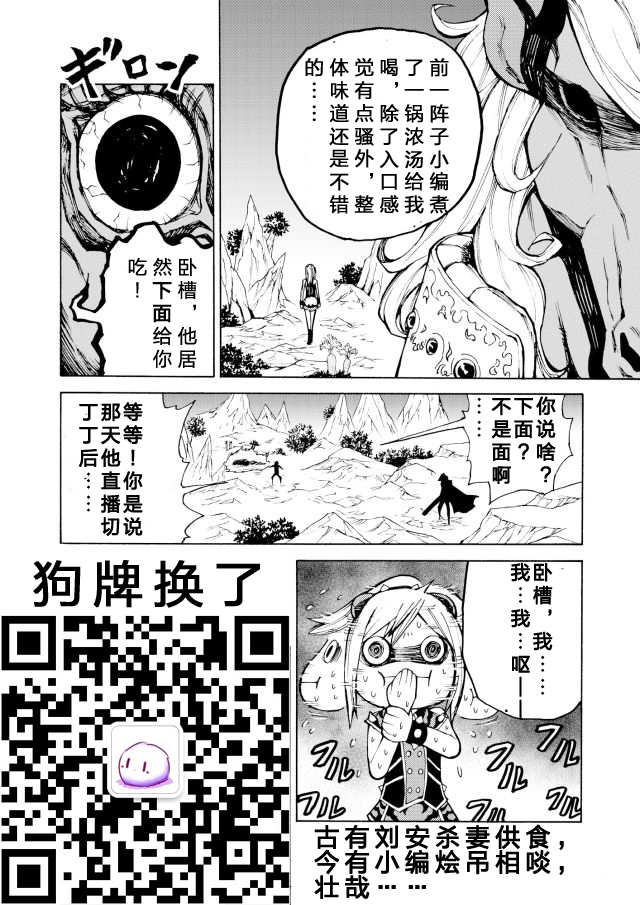 前一阵子小编煮
了一锅浓汤给我
喝，除了入口感
觉有点骚外，整
体味道还是不错
的……
ギロン
卧槽，他居
然下面给你
吃！
你说啥？
下面？
不是面啊
……
等等！你是说
那天他直播切
丁丁后……
卧槽，我……
我…我…呕——
フルフル
フルフル
狗牌换了
古有刘安杀妻供食，
今有小编烩吊相啖，
壮哉……